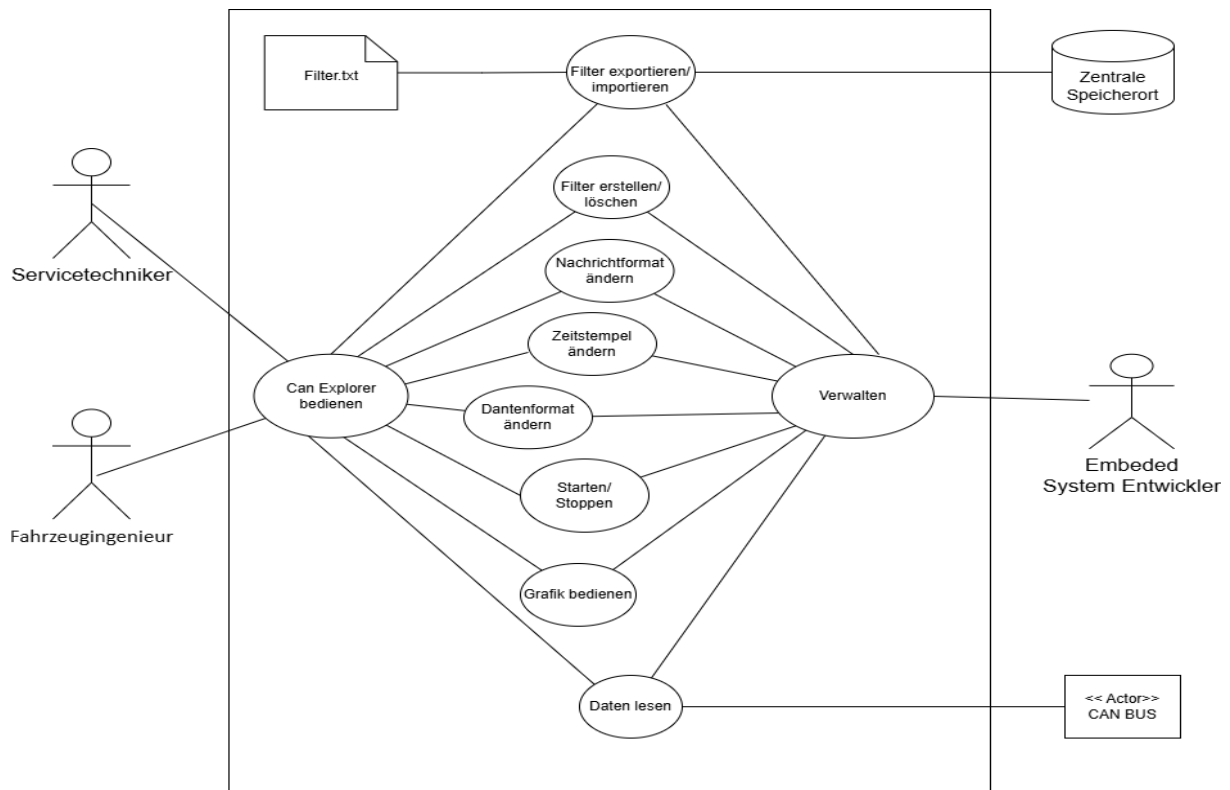 Filter.txt
Filter exportieren/
importieren
Zentrale
Speicherort
Filter erstellen/
löschen
Servicetechniker
Nachrichtformat
ändern
Zeitstempel
ändern
Can Explorer
bedienen
Verwalten
Dantenformat
ändern
Embeded
System Entwickler
Starten/
Stoppen
Fahrzeugingenieur
Grafik bedienen
Daten lesen
<< Actor>>
CAN BUS